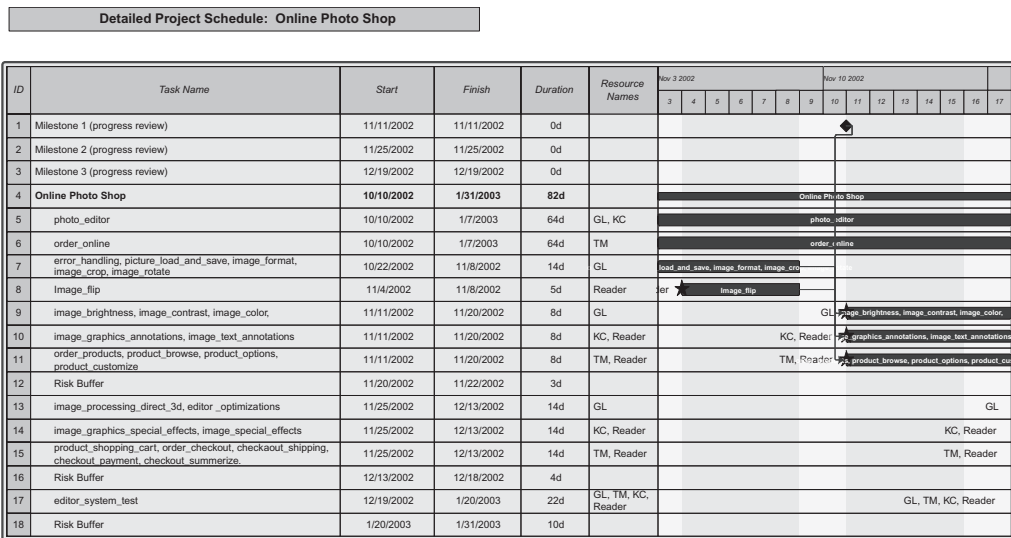 Detailed Project Schedule: Online Photo Shop
ID Task Name Start Finish Duration Resource Names Nov 3 2002 Nov 10 2002
3 4 5 6 7 8 9 10 11 12 13 14 15 16 17
1 Milestone 1 (progress review) 11/11/2002 11/11/2002 0d
2 Milestone 2 (progress review) 11/25/2002 11/25/2002 0d
3 Milestone 3 (progress review) 12/19/2002 12/19/2002 0d
4 Online Photo Shop 10/10/2002 1/31/2003 82d Online Photo Shop
5 photo_editor 10/10/2002 1/7/2003 64d GL, KC photo_editor
6 order_online 10/10/2002 1/7/2003 64d TM order_online
7 error_handling, picture_load_and_save, image_format,
image_crop, image_rotate 10/22/2002 11/8/2002 14d GL load_and_save, image_format, image_cro
8 Image_flip 11/4/2002 11/8/2002 5d Reader der Image_flip
9 image_brightness, image_contrast, image_color, 11/11/2002 11/20/2002 8d GL GL image_brightness, image_contrast, image_color,
10 image_graphics_annotations, image_text_annotations 11/11/2002 11/20/2002 8d KC, Reader KC, Reader e_graphics_annotations, image_text_annotations
11 order_products, product_browse, product_options,
product_customize 11/11/2002 11/20/2002 8d TM, Reader TM, Reader s, product_browse, product_options, product_cus
12 Risk Buffer 11/20/2002 11/22/2002 3d
13 image_processing_direct_3d, editor _optimizations 11/25/2002 12/13/2002 14d GL GL
14 image_graphics_special_effects, image_special_effects 11/25/2002 12/13/2002 14d KC, Reader KC, Reader
15 product_shopping_cart, order_checkout, checkaout_shipping,
checkout_payment, checkout_summerize. 11/25/2002 12/13/2002 14d TM, Reader TM, Reader
16 Risk Buffer 12/13/2002 12/18/2002 4d
17 editor_system_test 12/19/2002 1/20/2003 22d GL, TM, KC, Reader GL, TM, KC, Reader
18 Risk Buffer 1/20/2003 1/31/2003 10d